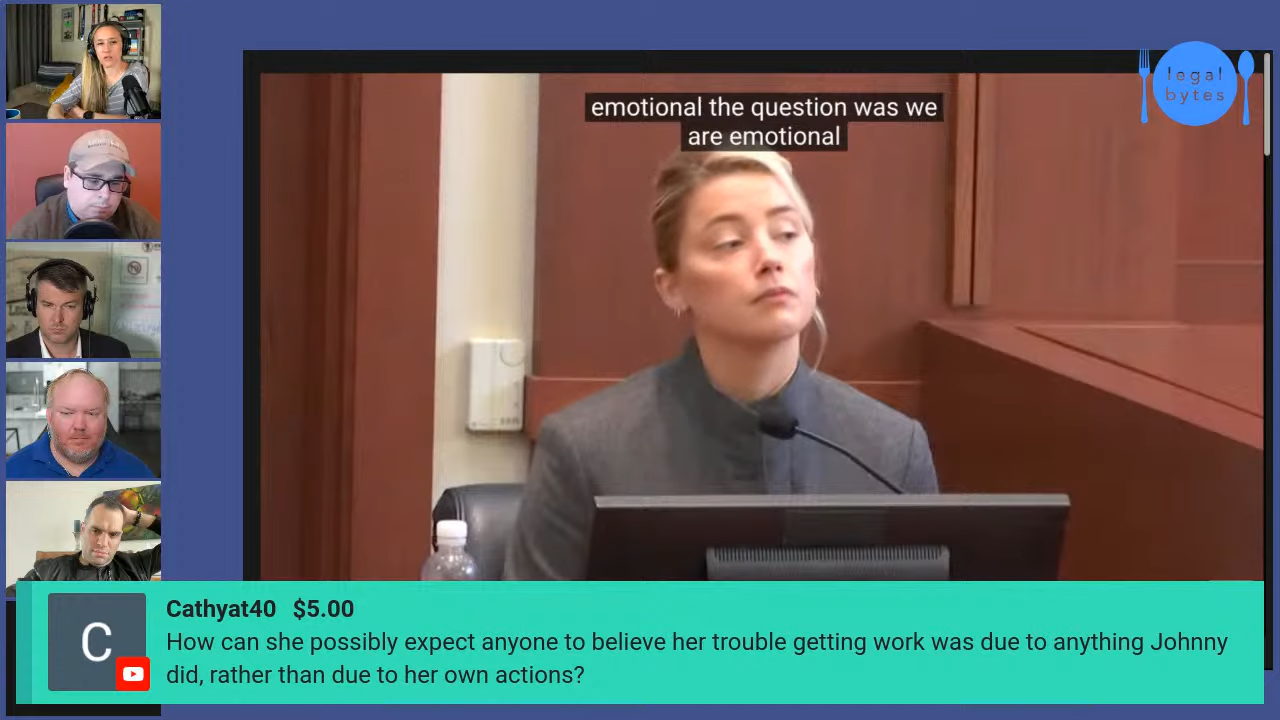 legal
bytes
emotional the question was we
are emotional
C
Cathyat40 $5.00
How can she possibly expect anyone to believe her trouble getting work was due to anything Johnny
did, rather than due to her own actions?